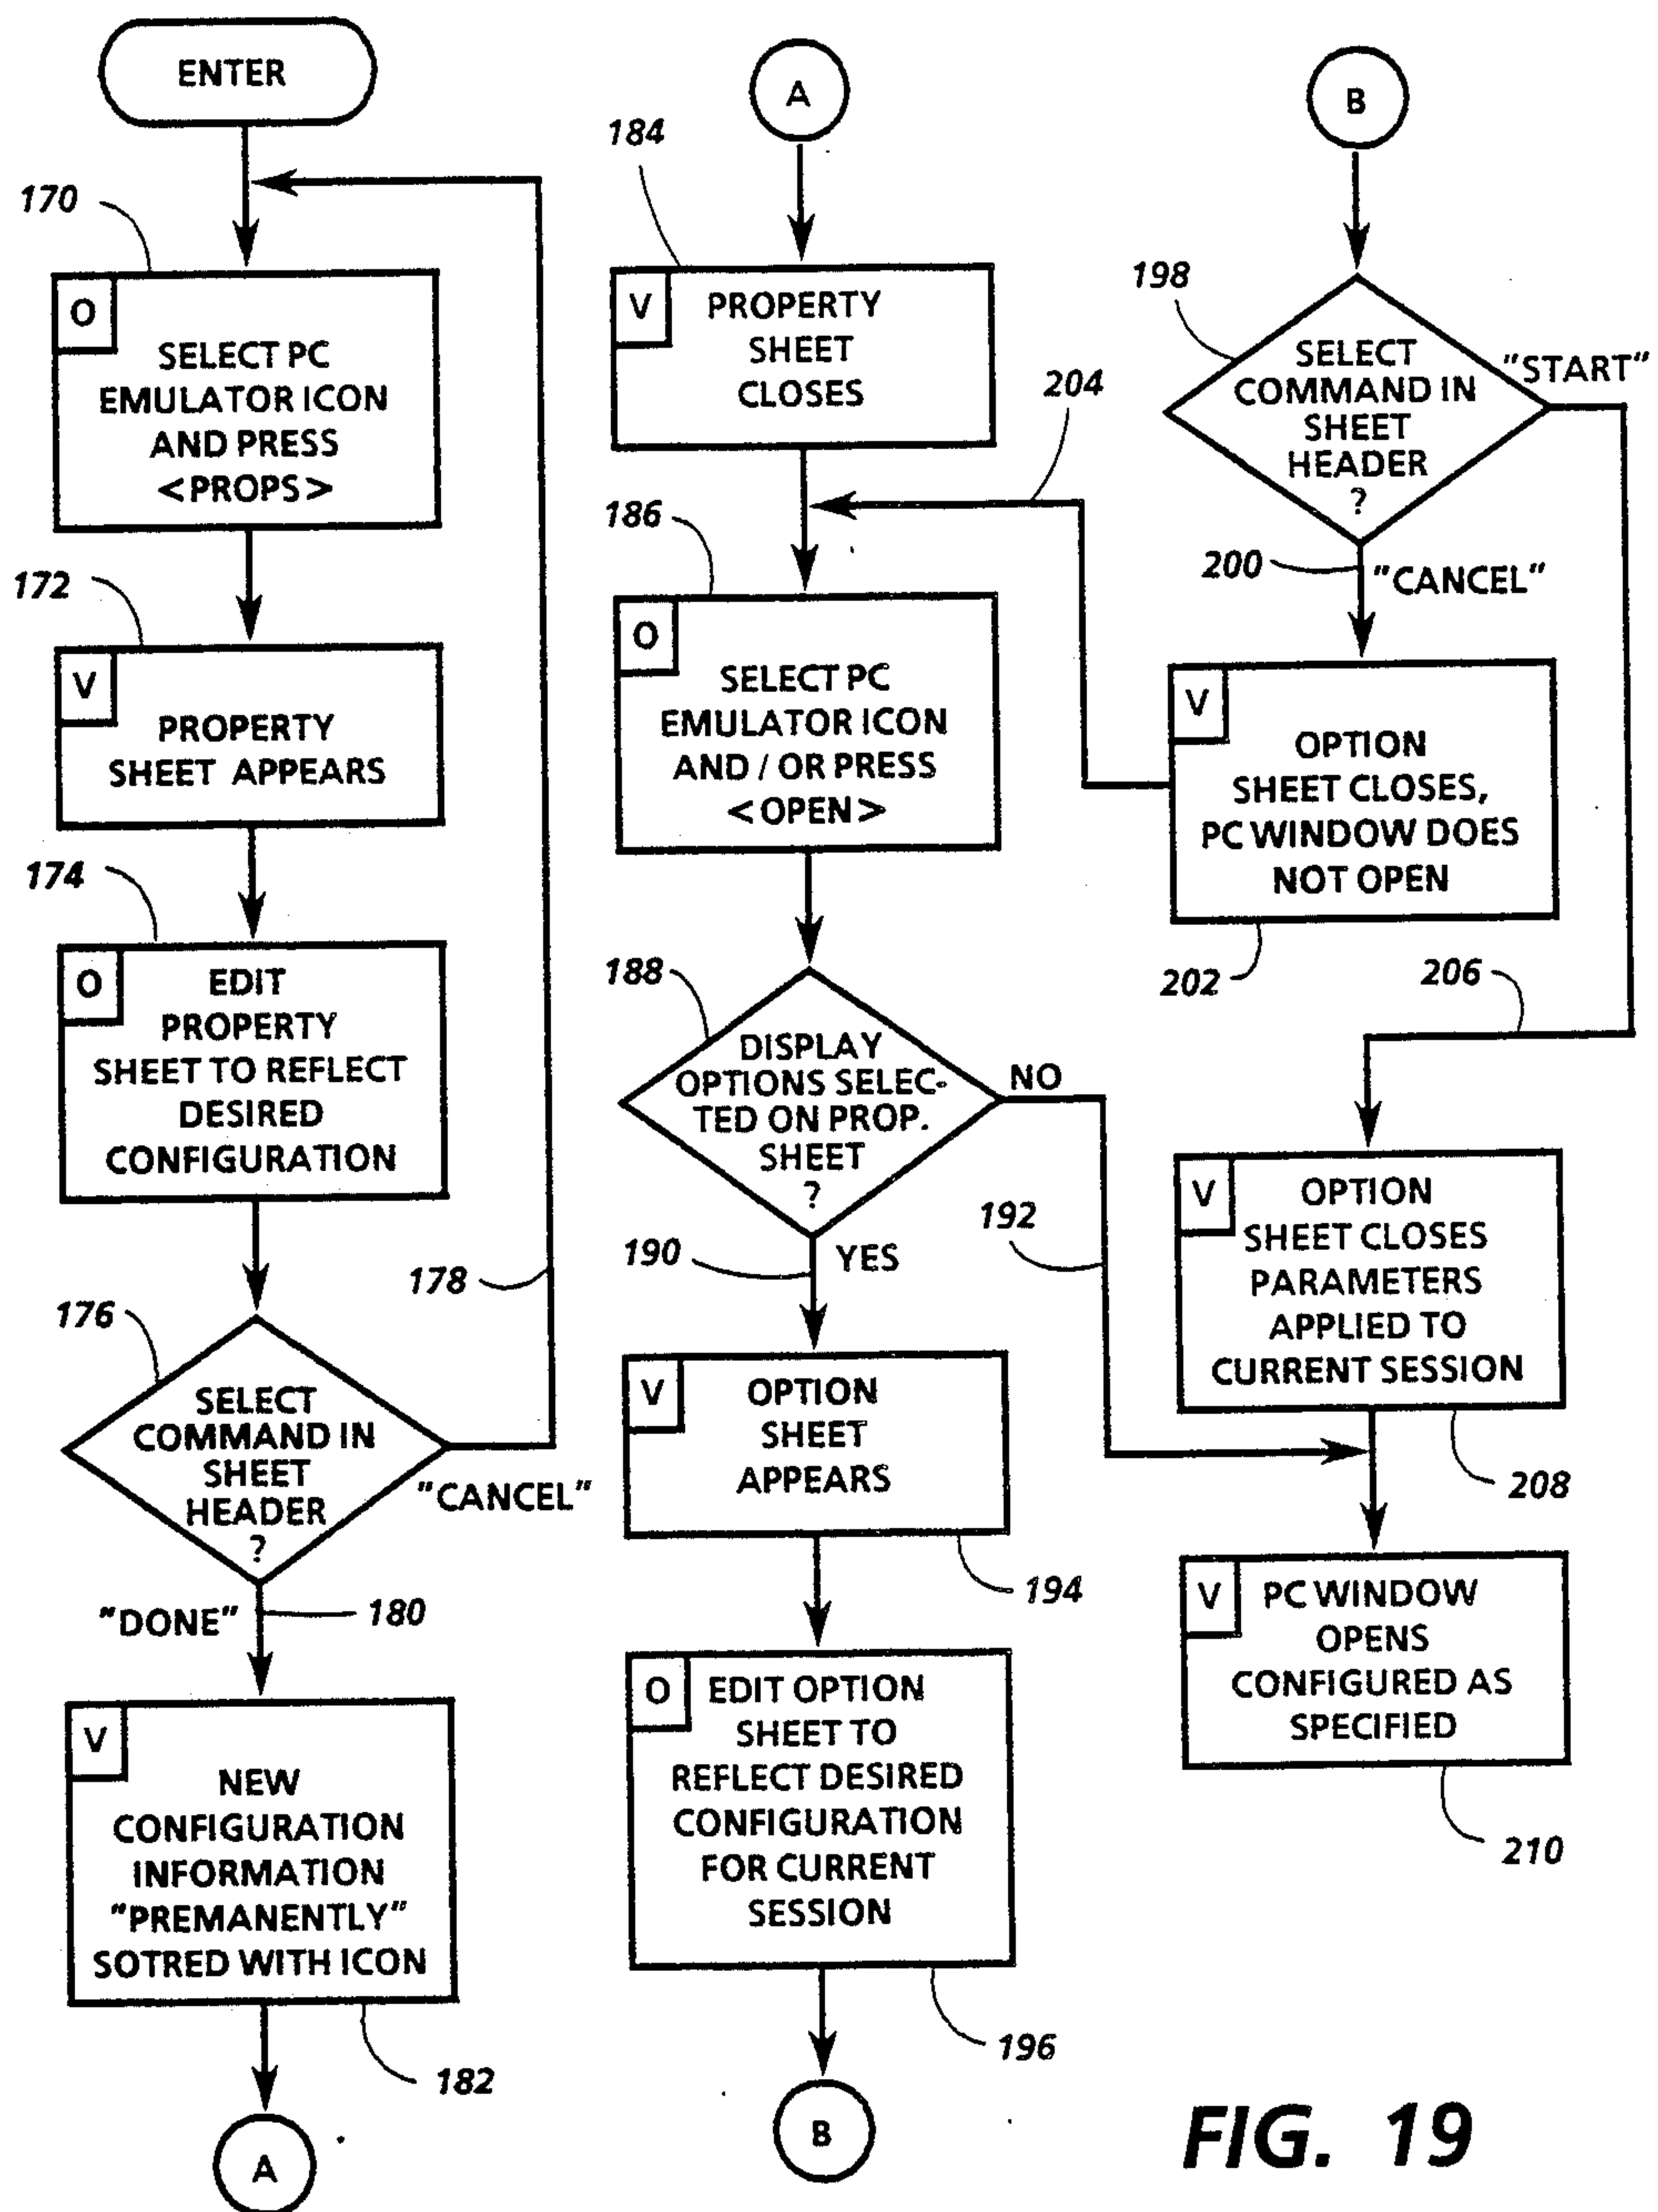 ENTER
170
O
SELECT PC
EMULATOR ICON
AND PRESS
<PROPS>
172
V
PROPERTY
SHEET APPEARS
174
O
EDIT
PROPERTY
SHEET TO REFLECT
DESIRED
CONFIGURATION
176
SELECT
COMMAND IN
SHEET
HEADER
?
178
"CANCEL"
"DONE"
180
V
NEW
CONFIGURATION
INFORMATION
"PREMANENTLY"
SOTRED WITH ICON
182
A
A
184
V
PROPERTY
SHEET
CLOSES
204
186
O
SELECT PC
EMULATOR ICON
AND / OR PRESS
<OPEN>
188
DISPLAY
OPTIONS SELEC-
TED ON PROP.
SHEET
?
NO
192
190
YES
V
OPTION
SHEET
APPEARS
194
O
EDIT OPTION
SHEET TO
REFLECT DESIRED
CONFIGURATION
FOR CURRENT
SESSION
196
B
B
198
SELECT
COMMAND IN
SHEET
HEADER
?
"START"
200
"CANCEL"
V
OPTION
SHEET CLOSES,
PC WINDOW DOES
NOT OPEN
202
206
V
OPTION
SHEET CLOSES
PARAMETERS
APPLIED TO
CURRENT SESSION
208
V
PC WINDOW
OPENS
CONFIGURED AS
SPECIFIED
210
FIG. 19